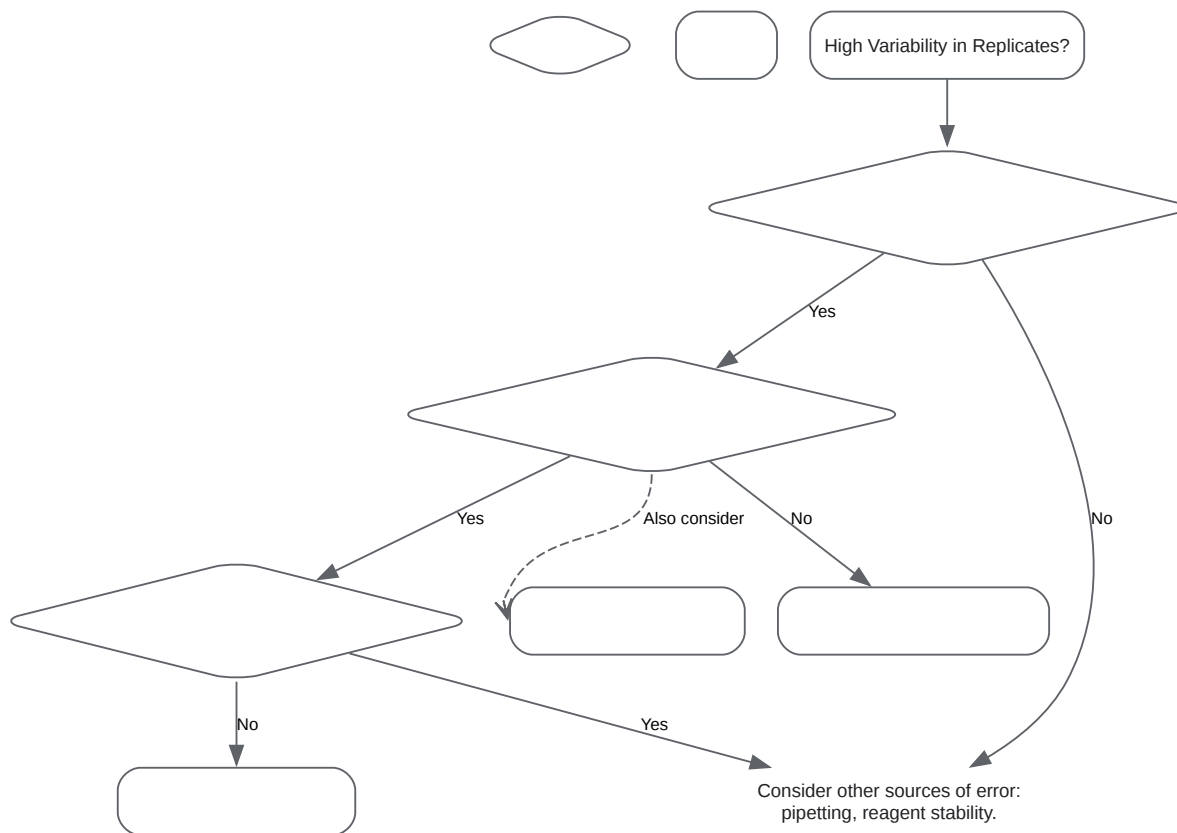 High Variability in Replicates?
Yes
Yes
Also consider
No
No
No
Yes
Consider other sources of error:
pipetting, reagent stability.